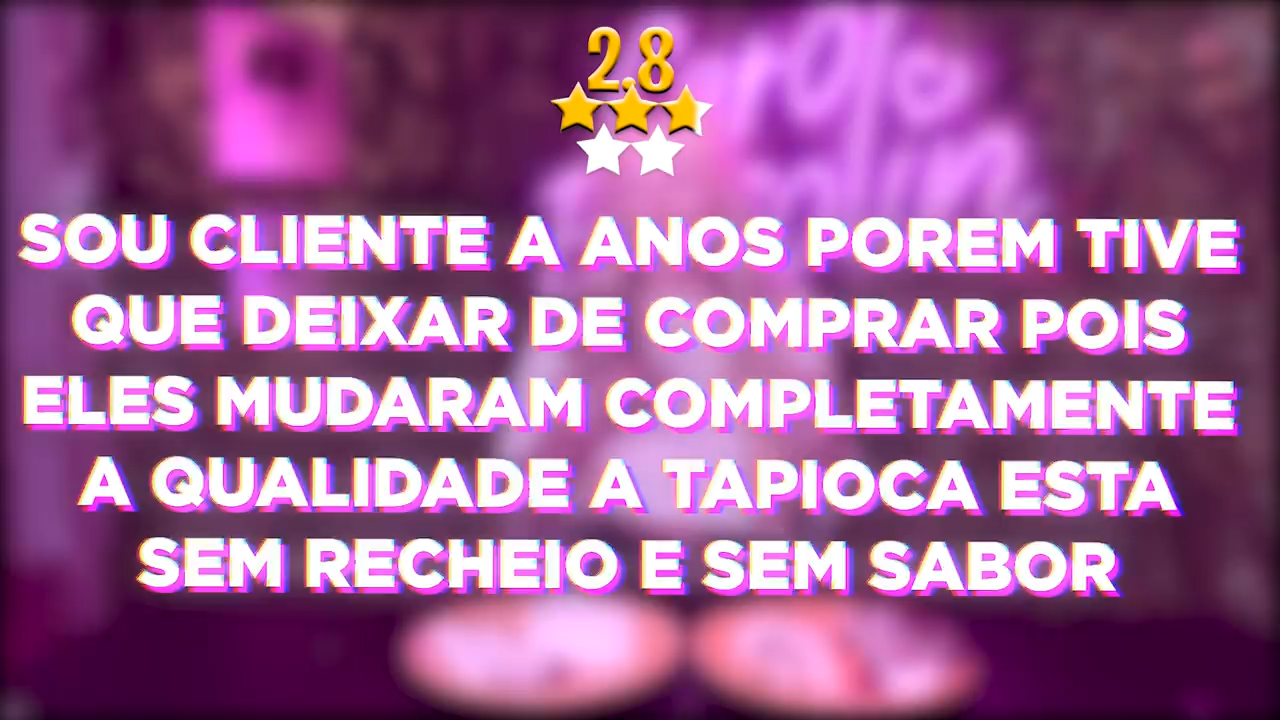 2.8
SOU CLIENTE A ANOS POREM TIVE
QUE DEIXAR DE COMPRAR POIS
ELES MUDARAM COMPLETAMENTE
A QUALIDADE A TAPIOCA ESTA
SEM RECHEIO E SEM SABOR